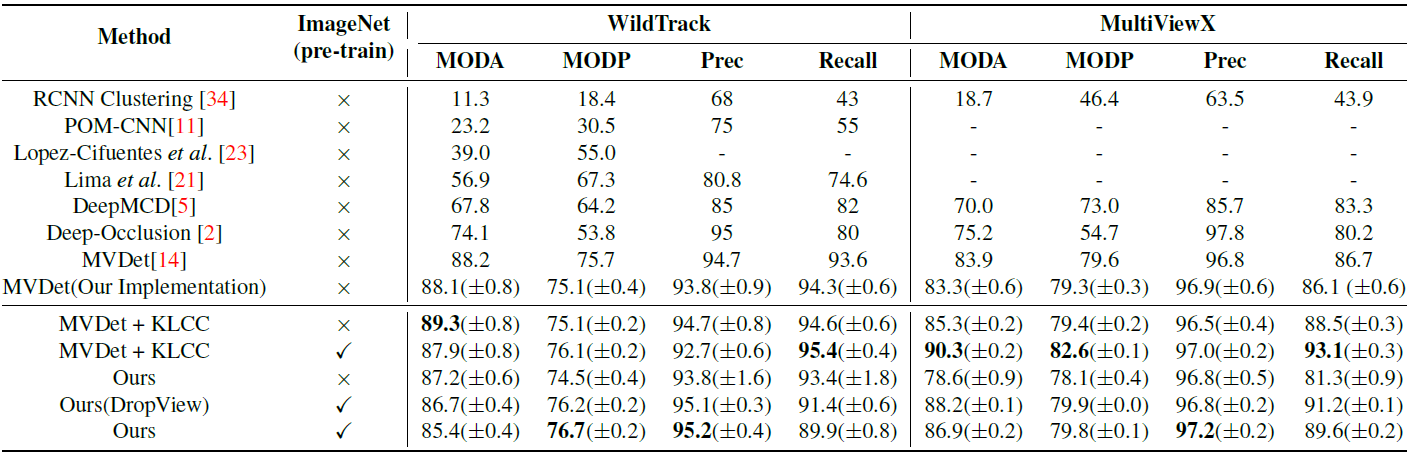 Method ImageNet (pre-train) WildTrack MultiViewX
MODA MODP Prec Recall MODA MODP Prec Recall
RCNN Clustering [34] × 11.3 18.4 68 43 18.7 46.4 63.5 43.9
POM-CNN[11] × 23.2 30.5 75 55 - - - -
Lopez-Cifuentes et al. [23] × 39.0 55.0 - - - - - -
Lima et al. [21] × 56.9 67.3 80.8 74.6 - - - -
DeepMCD[5] × 67.8 64.2 85 82 70.0 73.0 85.7 83.3
Deep-Occlusion [2] × 74.1 53.8 95 80 75.2 54.7 97.8 80.2
MVDet[14] × 88.2 75.7 94.7 93.6 83.9 79.6 96.8 86.7
MVDet(Our Implementation) × 88.1(±0.8) 75.1(±0.4) 93.8(±0.9) 94.3(±0.6) 83.3(±0.6) 79.3(±0.3) 96.9(±0.6) 86.1 (±0.6)
MVDet + KLCC × 89.3(±0.8) 75.1(±0.2) 94.7(±0.8) 94.6(±0.6) 85.3(±0.2) 79.4(±0.2) 96.5(±0.4) 88.5(±0.3)
MVDet + KLCC ✓ 87.9(±0.8) 76.1(±0.2) 92.7(±0.6) 95.4(±0.4) 90.3(±0.2) 82.6(±0.1) 97.0(±0.2) 93.1(±0.3)
Ours × 87.2(±0.6) 74.5(±0.4) 93.8(±1.6) 93.4(±1.8) 78.6(±0.9) 78.1(±0.4) 96.8(±0.5) 81.3(±0.9)
Ours(DropView) ✓ 86.7(±0.4) 76.2(±0.2) 95.1(±0.3) 91.4(±0.6) 88.2(±0.1) 79.9(±0.0) 96.8(±0.2) 91.2(±0.1)
Ours ✓ 85.4(±0.4) 76.7(±0.2) 95.2(±0.4) 89.9(±0.8) 86.9(±0.2) 79.8(±0.1) 97.2(±0.2) 89.6(±0.2)